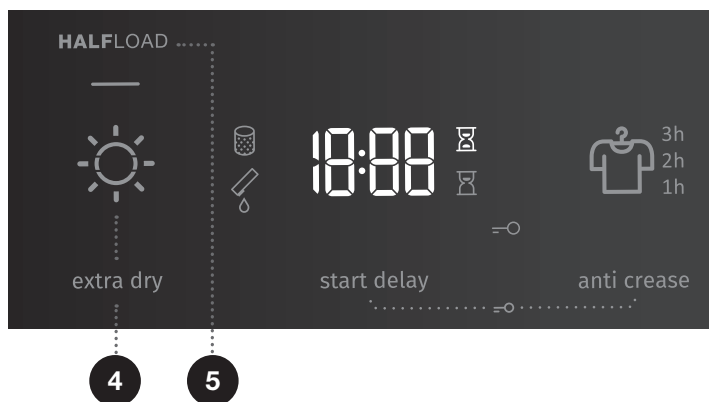 HALFLOAD
18:88
3h
2h
1h
extra dry
start delay
anti crease
4
5